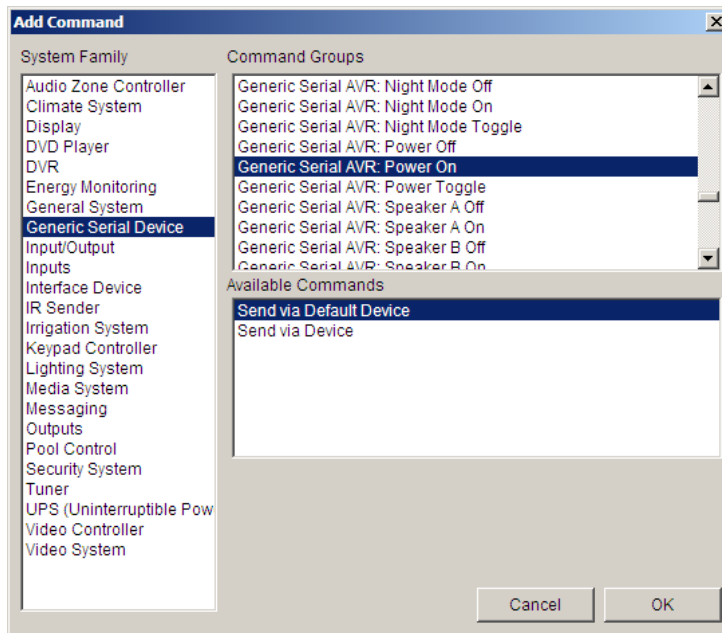 Add Command
System Family
Audio Zone Controller
Climate System
Display
DVD Player
DVR
Energy Monitoring
General System
Generic Serial Device
Input/Output
Inputs
Interface Device
IR Sender
Irrigation System
Keypad Controller
Lighting System
Media System
Messaging
Outputs
Pool Control
Security System
Tuner
UPS (Uninterruptible Pow
Video Controller
Video System
Command Groups
Generic Serial AVR: Night Mode Off
Generic Serial AVR: Night Mode On
Generic Serial AVR: Night Mode Toggle
Generic Serial AVR: Power Off
Generic Serial AVR: Power On
Generic Serial AVR: Power Toggle
Generic Serial AVR: Speaker A Off
Generic Serial AVR: Speaker A On
Generic Serial AVR: Speaker B Off
Generic Serial AVR: Speaker B On
Available Commands
Send via Default Device
Send via Device
Cancel
OK